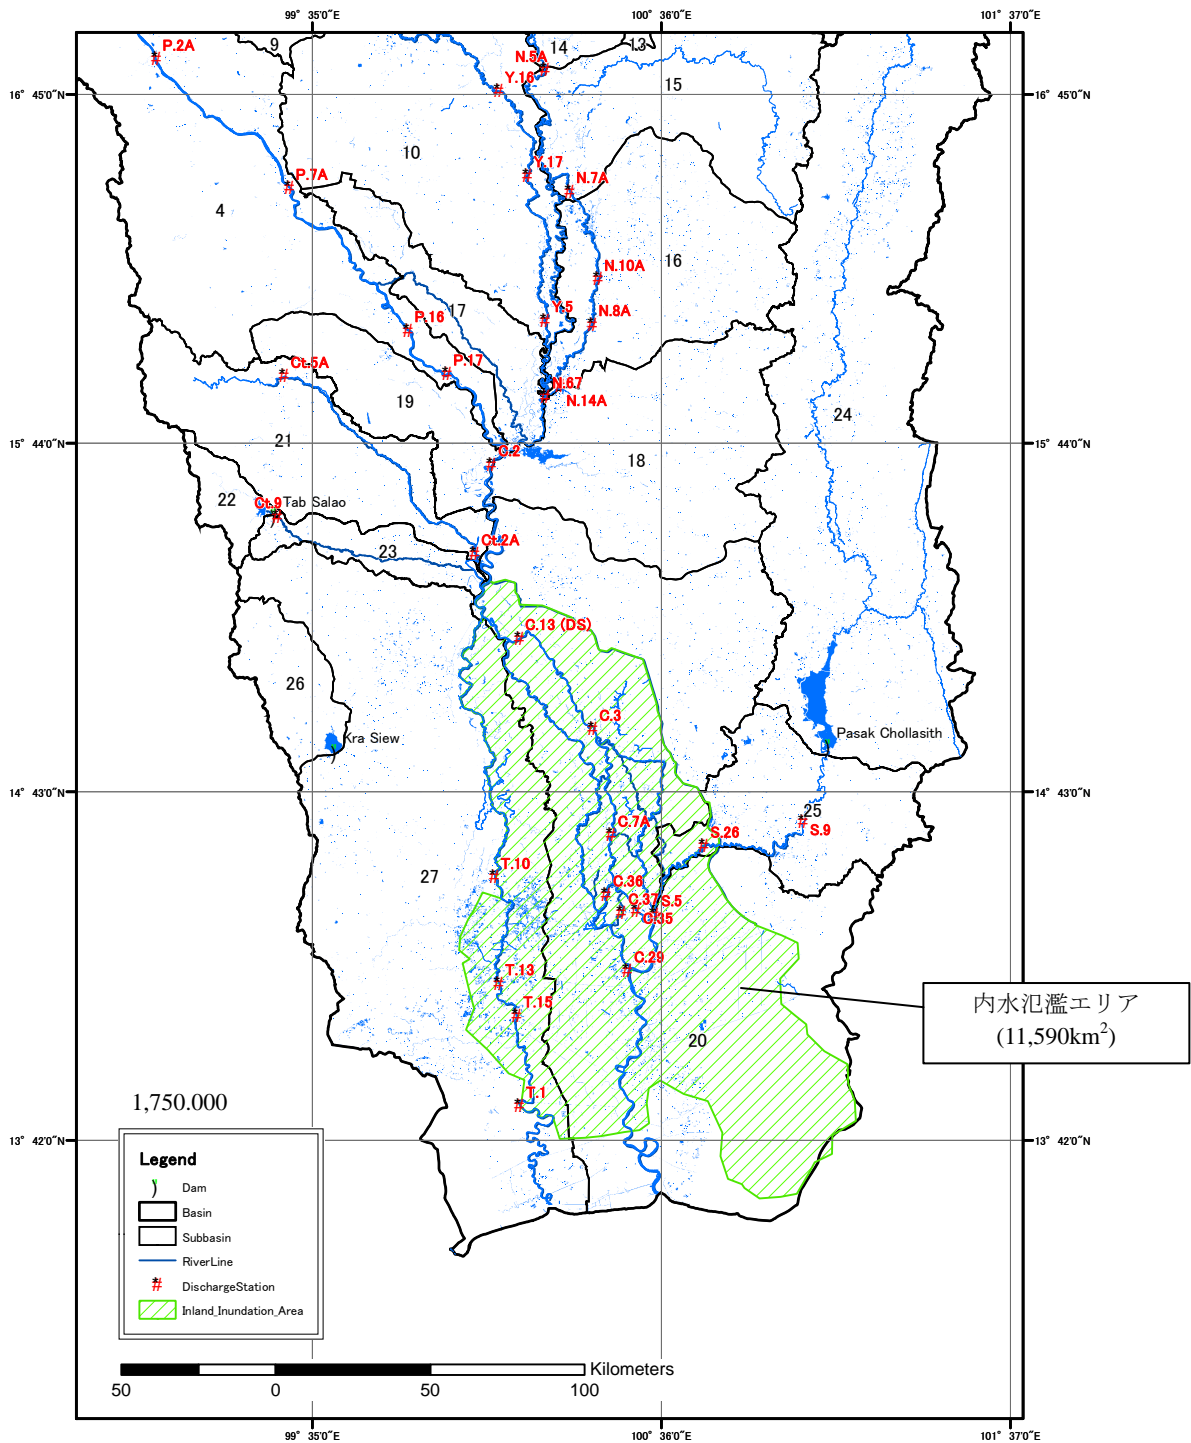 99° 35'0"E
100° 36'0"E
101° 37'0"E
P.2A
9
14
13
N.5A
Y.16
15
16° 45'0"N
16° 45'0"N
10
Y.17
P.7A
N.7A
4
16
N.10A
17
P.16
Y.5
N.8A
P.17
Ct.5A
N.67
N.14A
19
24
15° 44'0"N
15° 44'0"N
21
C.2
18
22
Ct.9
Tab Salao
23
Ct.2A
C.13 (DS)
26
C.3
Kra Siew
Pasak Chollasith
14° 43'0"N
14° 43'0"N
25
C.7A
S.26
S.9
27
T.10
C.36
C.37
S.5
C.35
C.29
T.13
T.15
内水氾濫エリア
(11,590km²)
20
T.1
1,750.000
13° 42'0"N
13° 42'0"N
Legend
Dam
Basin
Subbasin
RiverLine
DischargeStation
Inland_Inundation_Area
Kilometers
50
0
50
100
99° 35'0"E
100° 36'0"E
101° 37'0"E